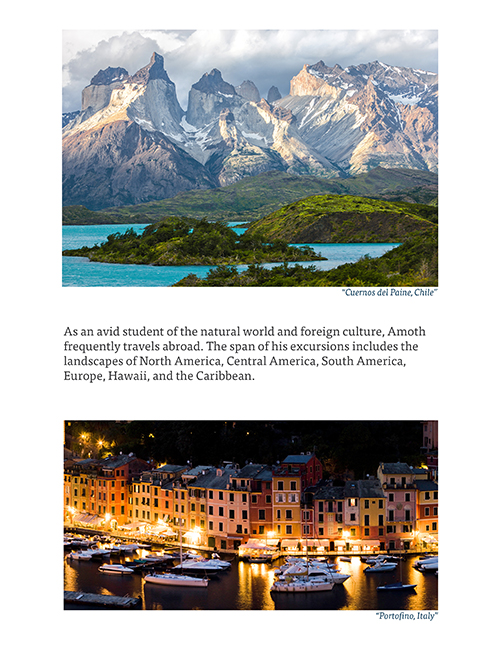 "Cuernos del Paine, Chile"
As an avid student of the natural world and foreign culture, Amoth
frequently travels abroad. The span of his excursions includes the
landscapes of North America, Central America, South America,
Europe, Hawaii, and the Caribbean.
"Portofino, Italy"